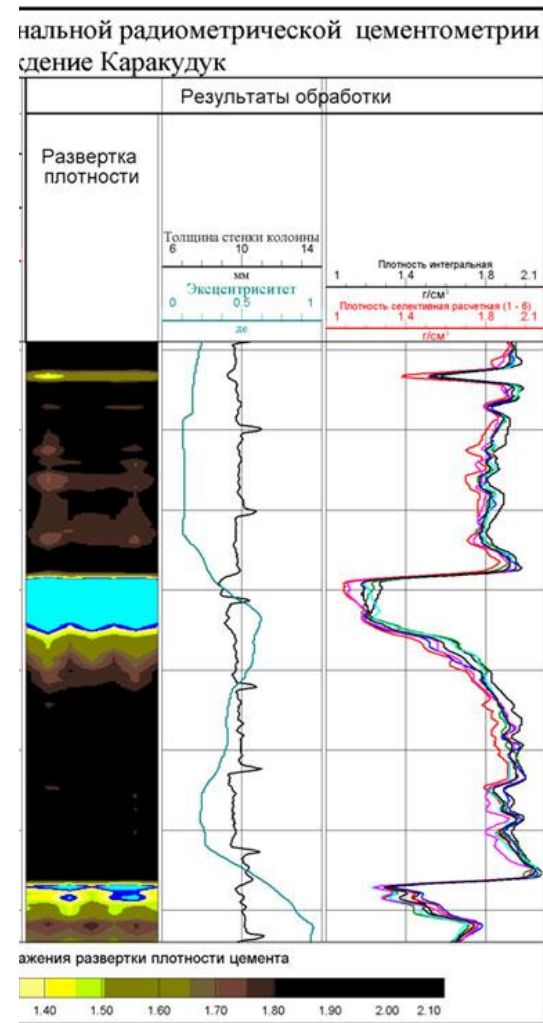 нальной радиометрической цементометрии
ждение Каракудук
Результаты обработки
Развертка
плотности
Толщина стенки колонны
6 10 14
мм
Эксцентриситет
0 0.5 1
де
Плотность интегральная
1 1.4 1.8 2.1
г/см³
Плотность селективная расчетная (1 - 6)
1 1.4 1.8 2.1
г/см³
ажения развертки плотности цемента
1.40 1.50 1.60 1.70 1.80 1.90 2.00 2.10